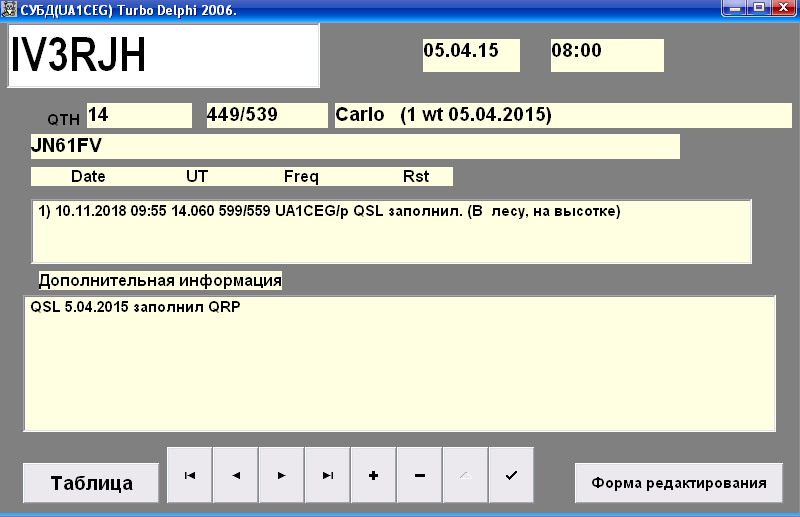 СУБД(UA1CEG) Turbo Delphi 2006.
IV3RJH 05.04.15 08:00
QTH 14 449/539 Carlo (1 wt 05.04.2015)
JN61FV
Date UT Freq Rst
1) 10.11.2018 09:55 14.060 599/559 UA1CEG/p QSL заполнил. (В лесу, на высотке)
Дополнительная информация
QSL 5.04.2015 заполнил QRP
Таблица Форма редактирования